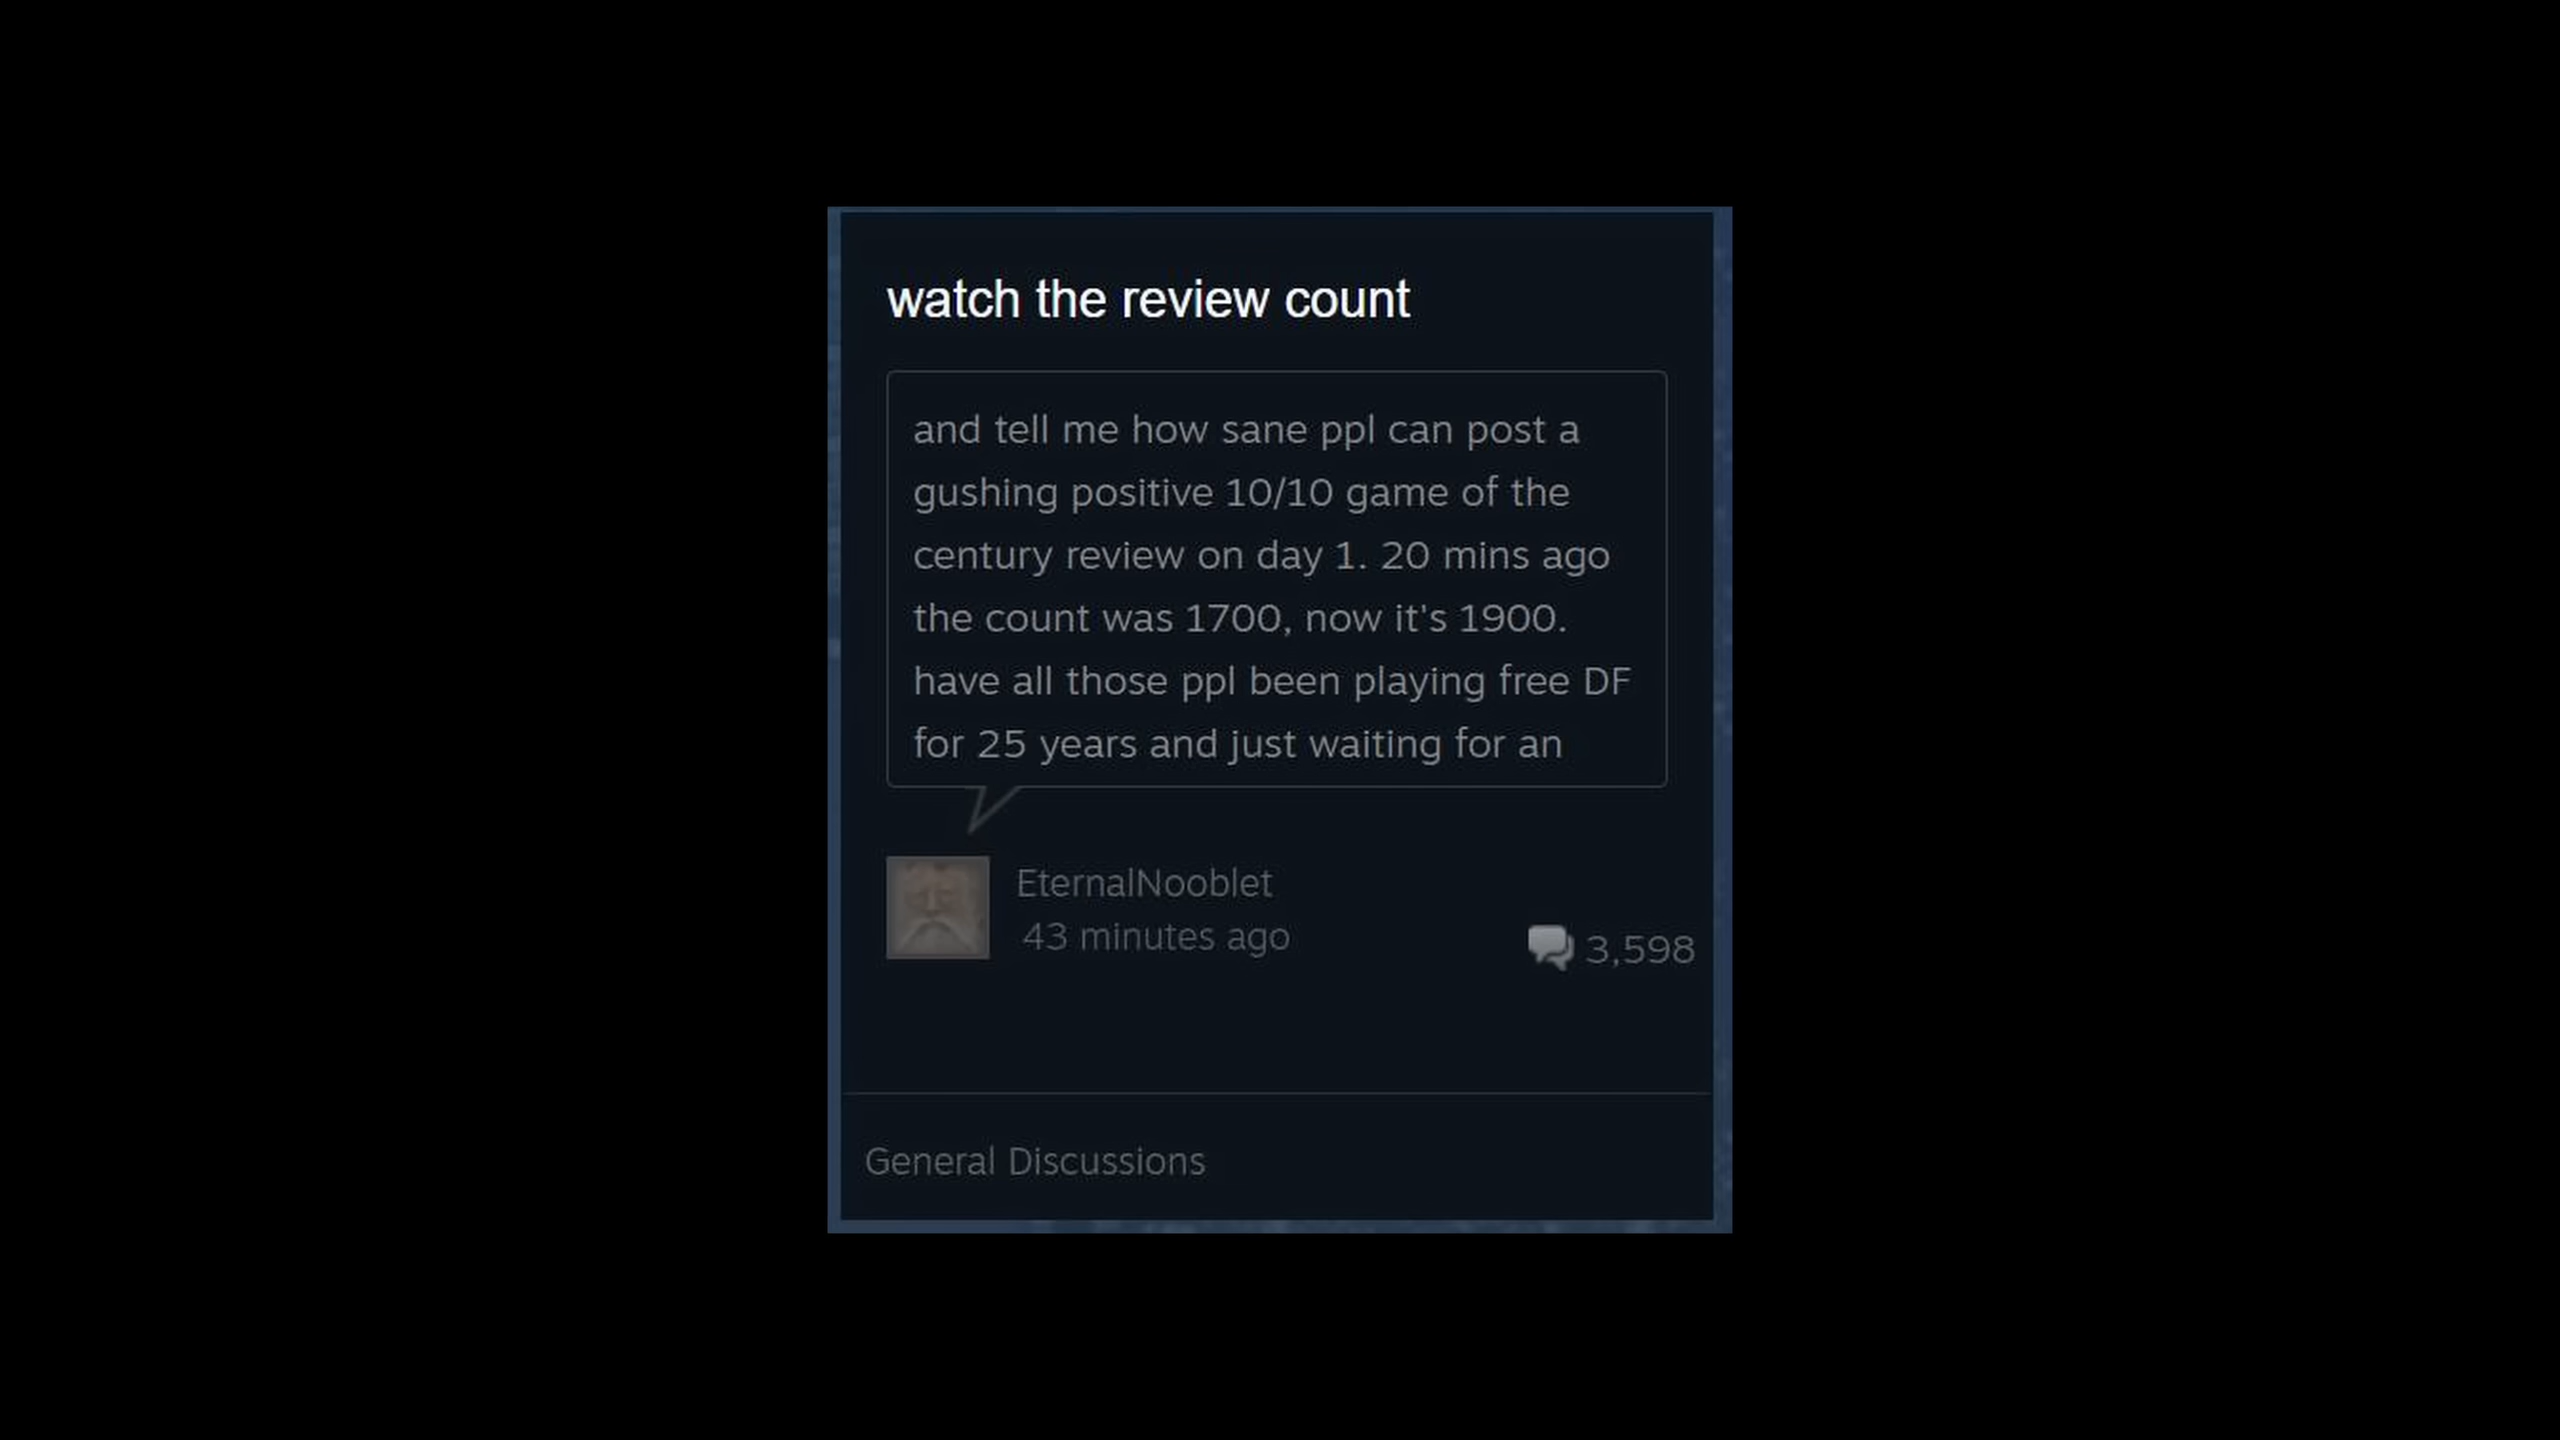 watch the review count
and tell me how sane ppl can post a
gushing positive 10/10 game of the
century review on day 1. 20 mins ago
the count was 1700, now it's 1900.
have all those ppl been playing free DF
for 25 years and just waiting for an
EternalNooblet
43 minutes ago
3,598
General Discussions